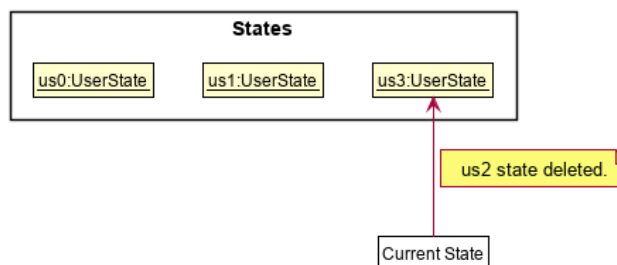 States
us0:UserState
us1:UserState
us3:UserState
us2 state deleted.
Current State